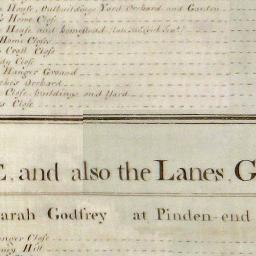 House, Outbuildings Yard Orchard and Garden
Home Close
House, and Homestead
Home Close
Croft Close
Close
Hanger Ground
Orchard
Close, buildings and Yard
Close
E, and also the Lanes, G
arah Godfrey at Pinden-end
nger Close
Hill